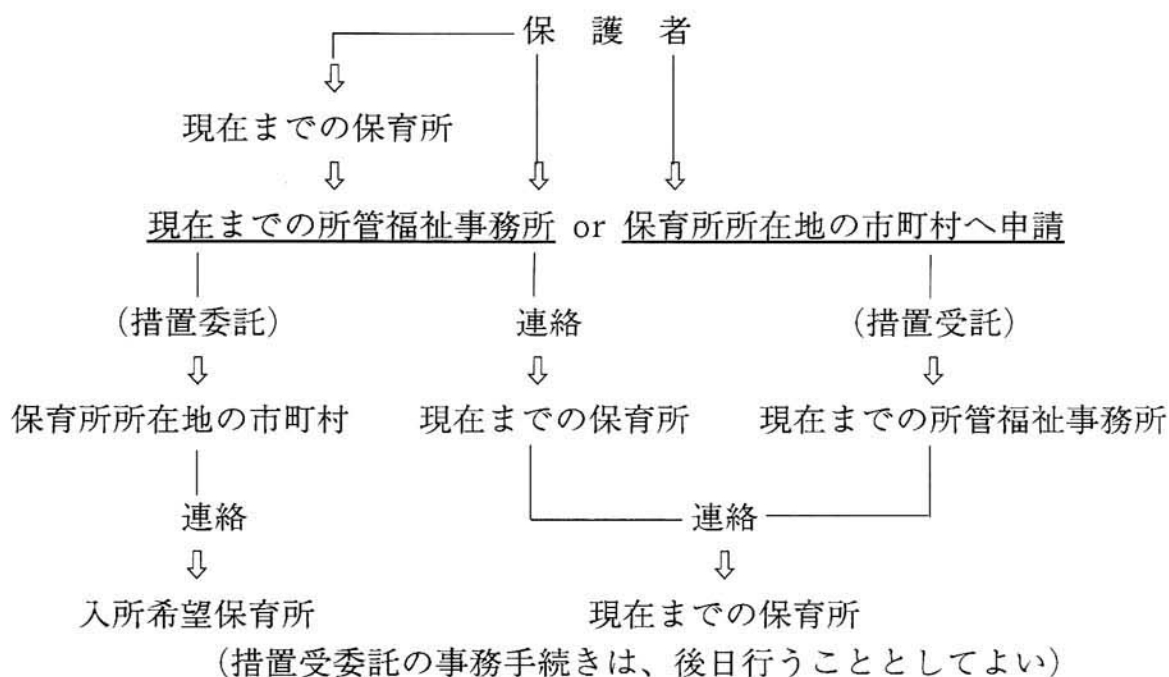 保 護 者
現在までの保育所
現在までの所管福祉事務所 or 保育所所在地の市町村へ申請
(措置委託) 連絡 (措置受託)
保育所所在地の市町村 現在までの保育所 現在までの所管福祉事務所
連絡 連絡
入所希望保育所 現在までの保育所
(措置受委託の事務手続きは、後日行うこととしてよい)